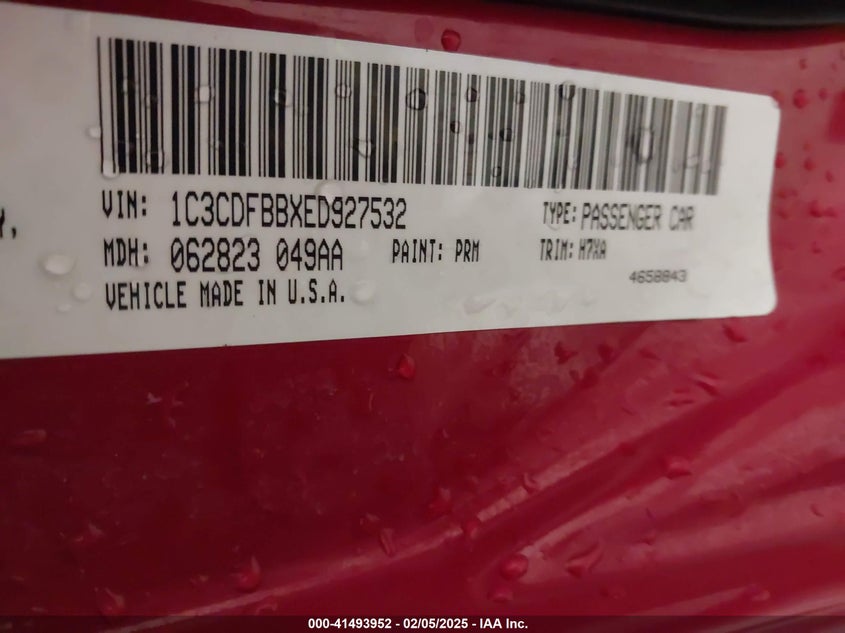 Y,
VIN: 1C3CDFBBXED927532 TYPE: PASSENGER CAR
MDH: 062823 049AA PAINT: PRM TRIM: H7XA
4658843
VEHICLE MADE IN U.S.A.
000-41493952 - 02/05/2025 - IAA Inc.